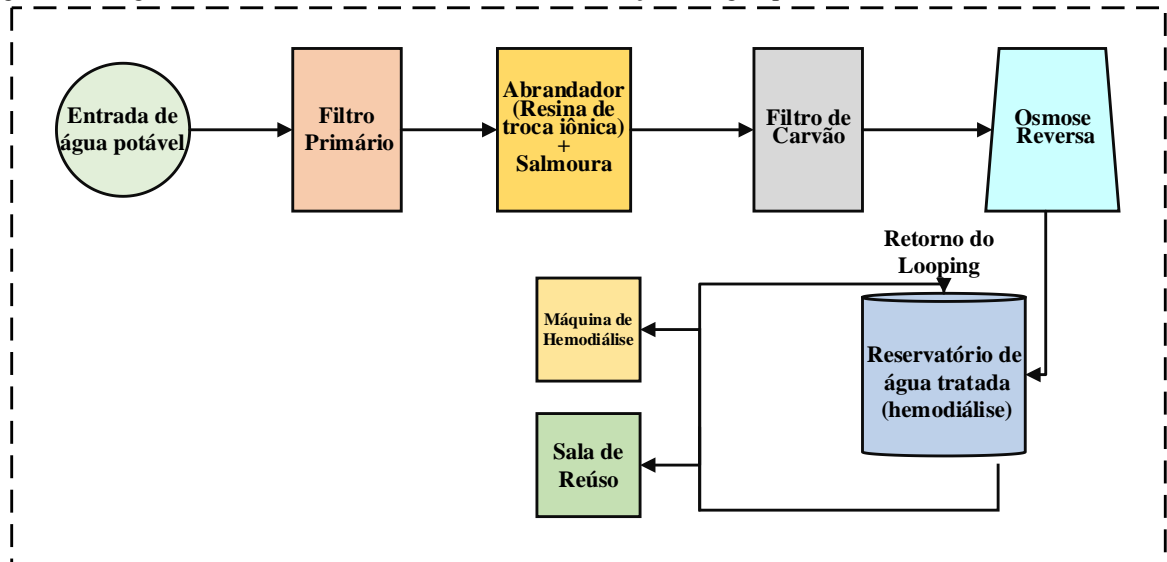 Entrada de
água potável
Filtro
Primário
Abrandador
(Resina de
troca iônica)
+
Salmoura
Filtro de
Carvão
Osmose
Reversa
Retorno do
Looping
Máquina de
Hemodiálise
Reservatório de
água tratada
(hemodiálise)
Sala de
Reúso